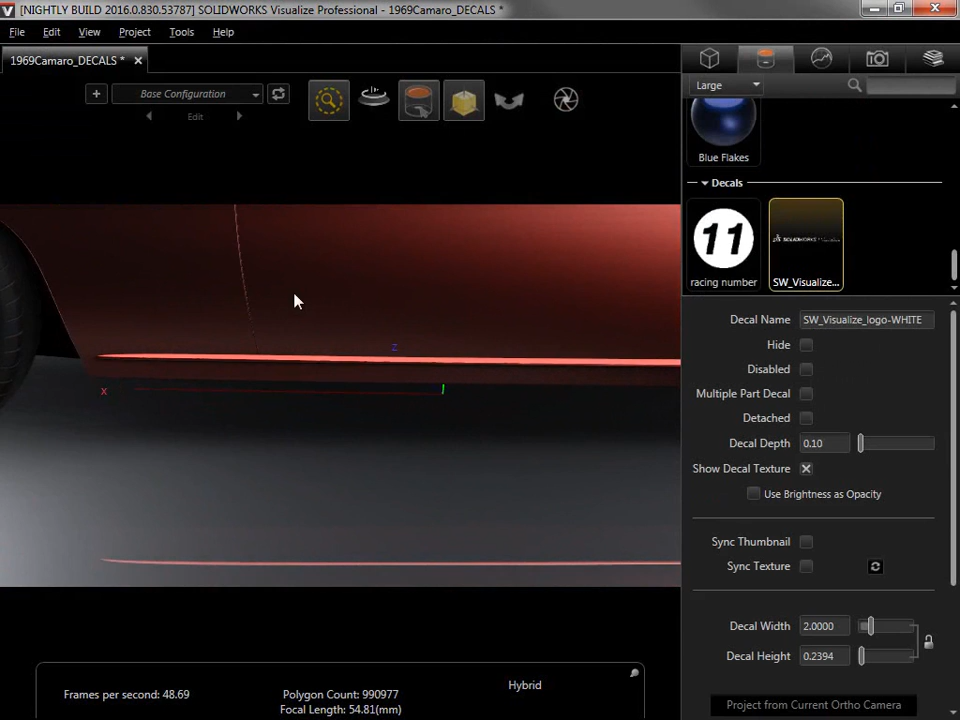 [NIGHTLY BUILD 2016.0.830.53787] SOLIDWORKS Visualize Professional - 1969Camaro_DECALS *
File Edit View Project Tools Help
1969Camaro_DECALS *
Base Configuration
Edit
Large
Blue Flakes
Decals
11
SOLIDWORKS
racing number
SW_Visualize...
Decal Name SW_Visualize_logo-WHITE
Hide
Disabled
Multiple Part Decal
Detached
Decal Depth 0.10
Show Decal Texture
Use Brightness as Opacity
Sync Thumbnail
Sync Texture
Decal Width 2.0000
Decal Height 0.2394
Project from Current Ortho Camera
z
x
Frames per second: 48.69
Polygon Count: 990977
Focal Length: 54.81(mm)
Hybrid